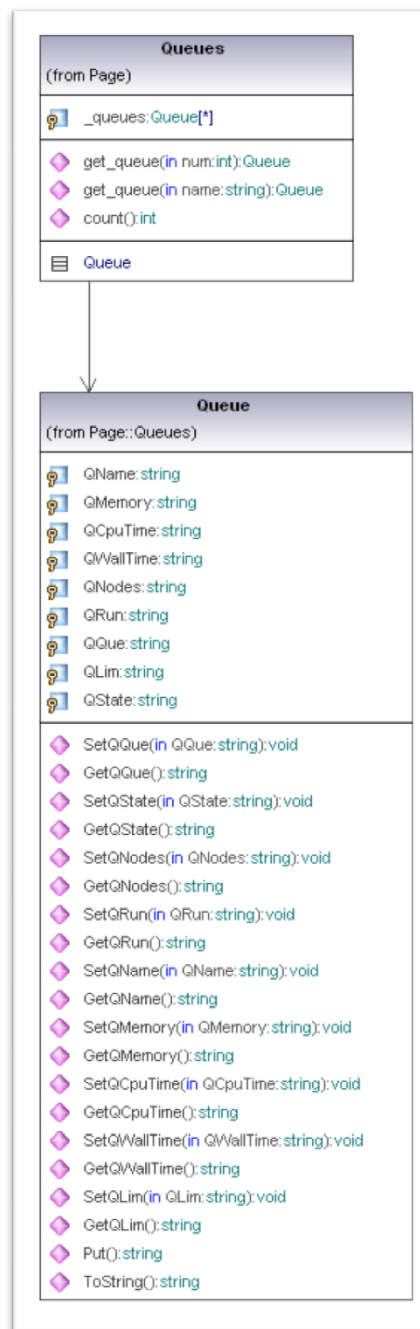 Queues
(from Page)
_queues:Queue[*]
get_queue(in num:int):Queue
get_queue(in name:string):Queue
count():int
Queue
Queue
(from Page::Queues)
QName:string
QMemory:string
QCpuTime:string
QWallTime:string
QNodes:string
QRun:string
QQue:string
QLim:string
QState:string
SetQQue(in QQue:string):void
GetQQue():string
SetQState(in QState:string):void
GetQState():string
SetQNodes(in QNodes:string):void
GetQNodes():string
SetQRun(in QRun:string):void
GetQRun():string
SetQName(in QName:string):void
GetQName():string
SetQMemory(in QMemory:string):void
GetQMemory():string
SetQCpuTime(in QCpuTime:string):void
GetQCpuTime():string
SetQWallTime(in QWallTime:string):void
GetQWallTime():string
SetQLim(in QLim:string):void
GetQLim():string
Put():string
ToString():string